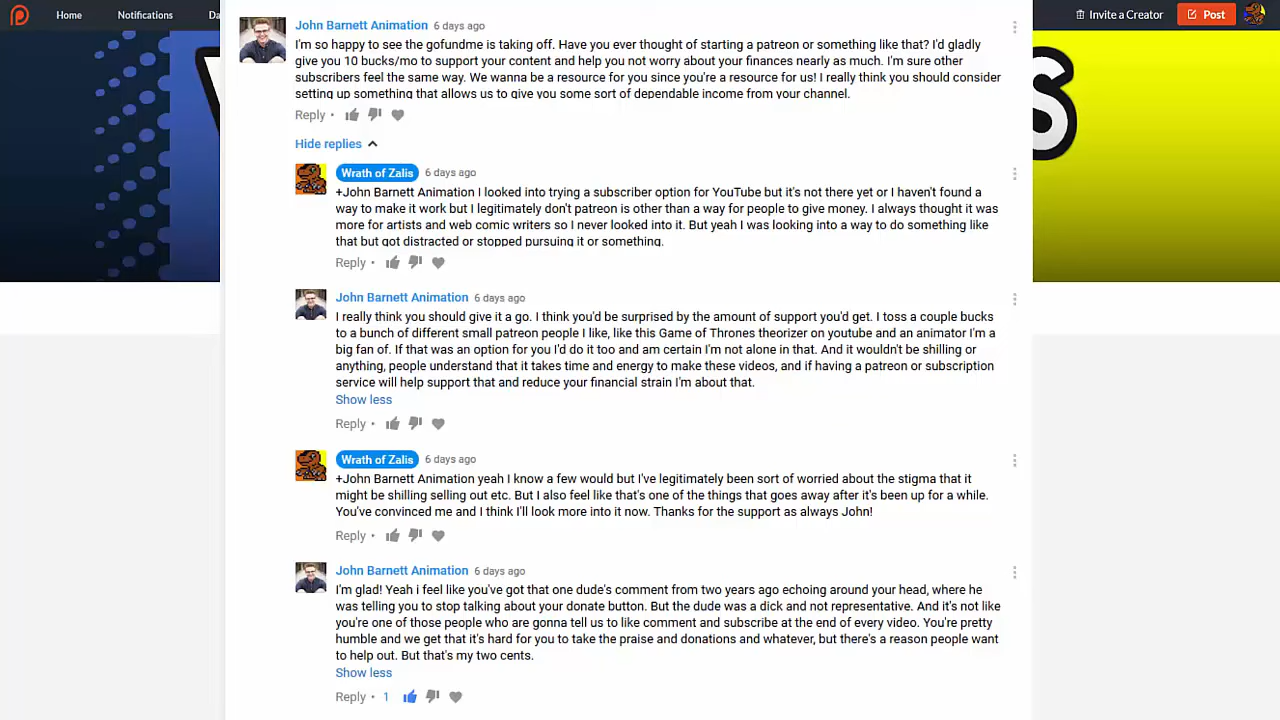 Home Notifications Da
Invite a Creator Post
John Barnett Animation 6 days ago
I'm so happy to see the gofundme is taking off. Have you ever thought of starting a patreon or something like that? I'd gladly
give you 10 bucks/mo to support your content and help you not worry about your finances nearly as much. I'm sure other
subscribers feel the same way. We wanna be a resource for you since you're a resource for us! I really think you should consider
setting up something that allows us to give you some sort of dependable income from your channel.
Reply •
Hide replies
Wrath of Zalis 6 days ago
+John Barnett Animation I looked into trying a subscriber option for YouTube but it's not there yet or I haven't found a
way to make it work but I legitimately don't patreon is other than a way for people to give money. I always thought it was
more for artists and web comic writers so I never looked into it. But yeah I was looking into a way to do something like
that but got distracted or stopped pursuing it or something.
Reply •
John Barnett Animation 6 days ago
I really think you should give it a go. I think you'd be surprised by the amount of support you'd get. I toss a couple bucks
to a bunch of different small patreon people I like, like this Game of Thrones theorizer on youtube and an animator I'm a
big fan of. If that was an option for you I'd do it too and am certain I'm not alone in that. And it wouldn't be shilling or
anything, people understand that it takes time and energy to make these videos, and if having a patreon or subscription
service will help support that and reduce your financial strain I'm about that.
Show less
Reply •
Wrath of Zalis 6 days ago
+John Barnett Animation yeah I know a few would but I've legitimately been sort of worried about the stigma that it
might be shilling selling out etc. But I also feel like that's one of the things that goes away after it's been up for a while.
You've convinced me and I think I'll look more into it now. Thanks for the support as always John!
Reply •
John Barnett Animation 6 days ago
I'm glad! Yeah i feel like you've got that one dude's comment from two years ago echoing around your head, where he
was telling you to stop talking about your donate button. But the dude was a dick and not representative. And it's not like
you're one of those people who are gonna tell us to like comment and subscribe at the end of every video. You're pretty
humble and we get that it's hard for you to take the praise and donations and whatever, but there's a reason people want
to help out. But that's my two cents.
Show less
Reply • 1